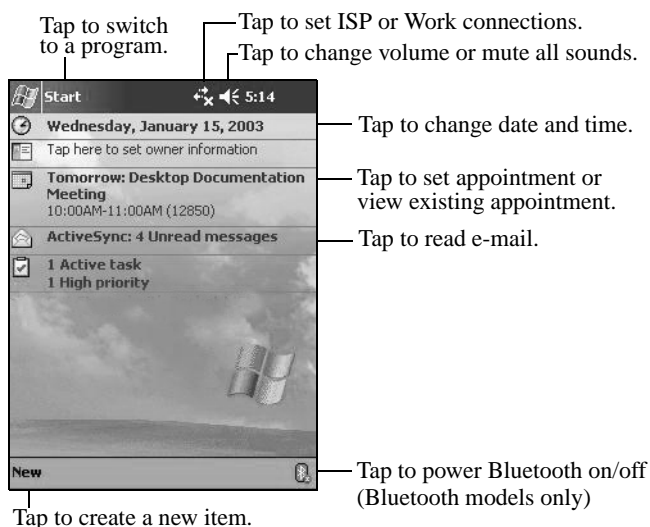 Tap to switch
to a program.
Tap to set ISP or Work connections.
Tap to change volume or mute all sounds.
Start
5:14
Wednesday, January 15, 2003
Tap to change date and time.
Tap here to set owner information
Tomorrow: Desktop Documentation
Meeting
10:00AM-11:00AM (12850)
Tap to set appointment or
view existing appointment.
ActiveSync: 4 Unread messages
Tap to read e-mail.
1 Active task
1 High priority
New
Tap to power Bluetooth on/off
(Bluetooth models only)
Tap to create a new item.